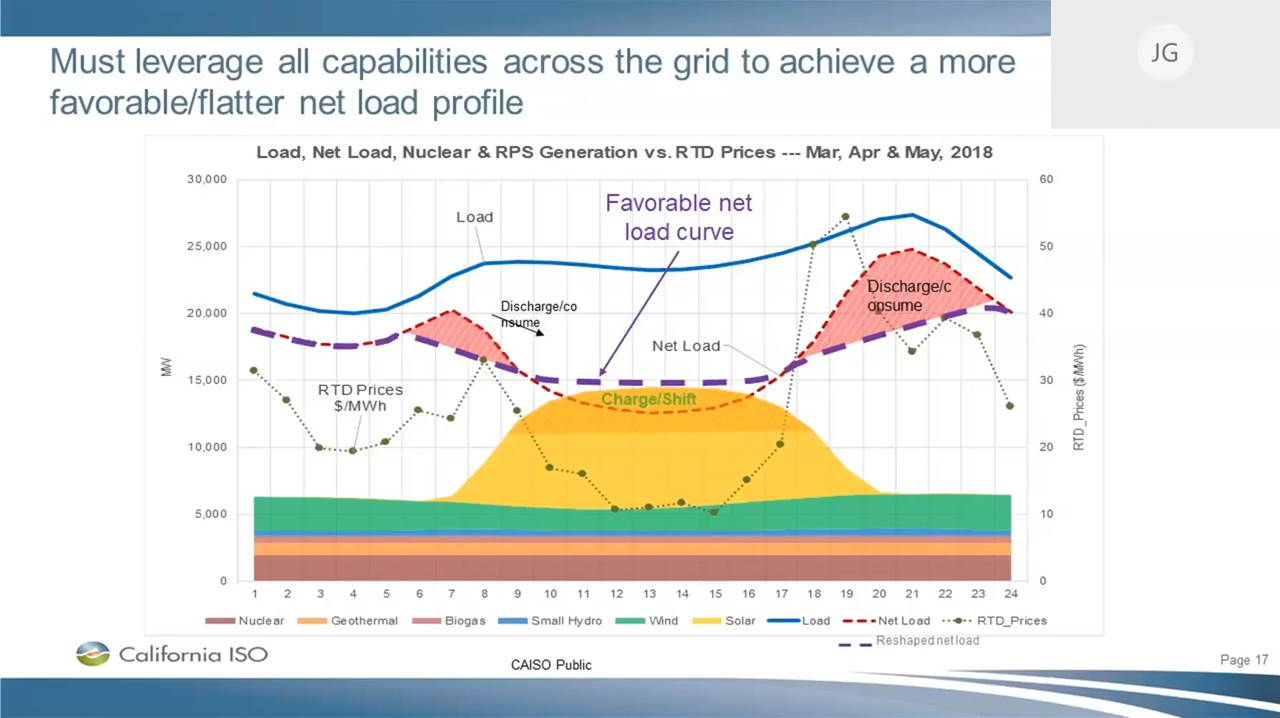 Must leverage all capabilities across the grid to achieve a more
favorable/flatter net load profile
JG
Load, Net Load, Nuclear & RPS Generation vs. RTD Prices --- Mar, Apr & May, 2018
30,000
25,000
20,000
15,000
10,000
5,000
0
MW
60
50
40
30
20
10
0
RTD_Prices ($/MWh)
Load
Favorable net
load curve
Discharge/co
nsume
Discharge/c
onsume
Net Load
RTD Prices
$/MWh
Charge/Shift
1 2 3 4 5 6 7 8 9 10 11 12 13 14 15 16 17 18 19 20 21 22 23 24
Nuclear Geothermal Biogas Small Hydro Wind Solar Load Net Load RTD_Prices
Reshaped net load
California ISO
CAISO Public
Page 17